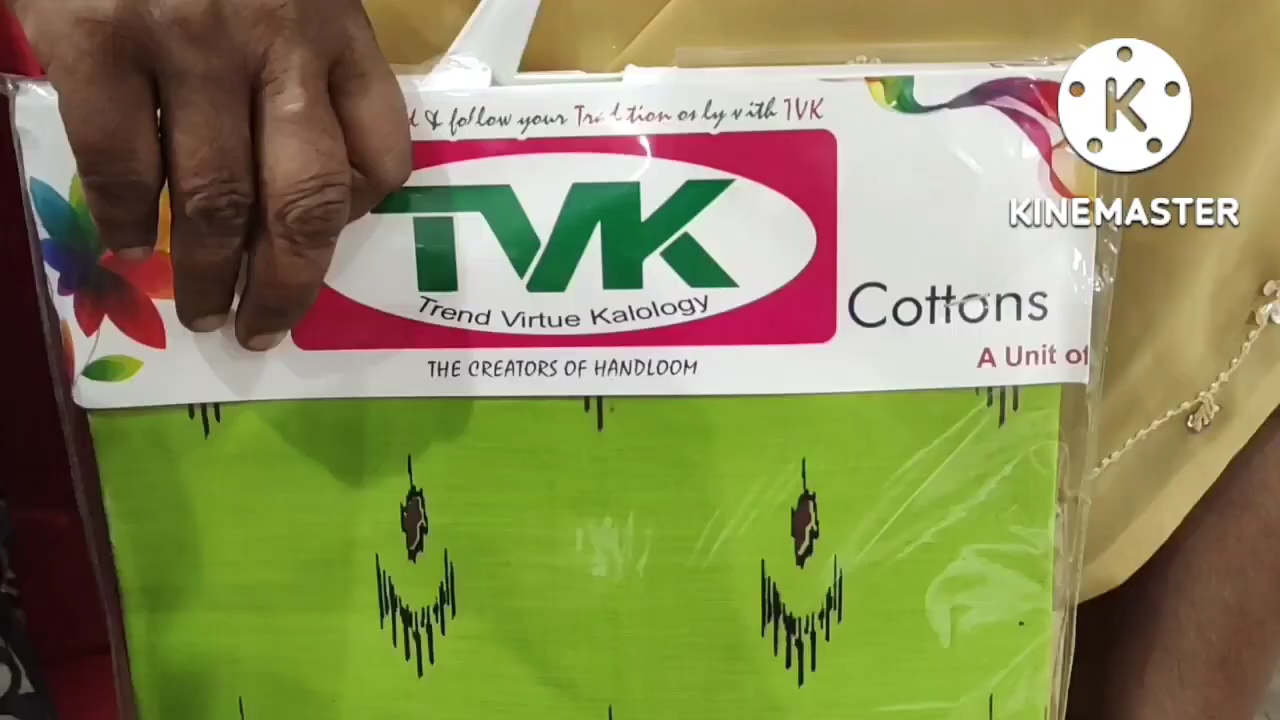 & follow your Tradition only with TVK
TVK
Trend Virtue Kalology
THE CREATORS OF HANDLOOM
Cottons
A Unit of
K
KINEMASTER